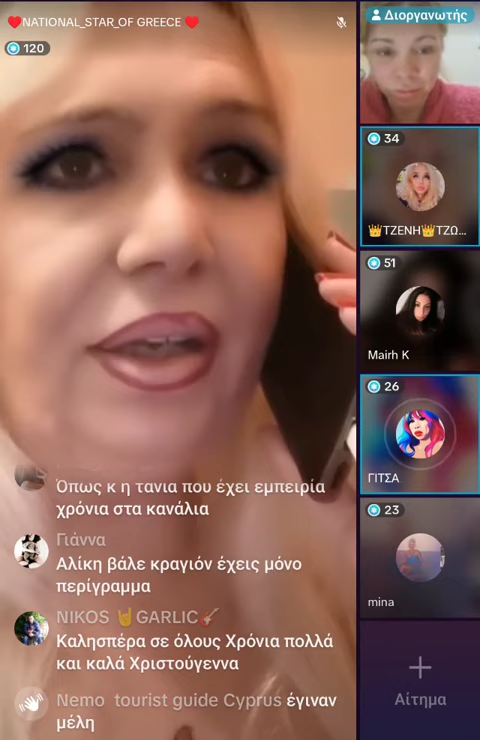 ❤️NATIONAL_STAR_OF GREECE ❤️
120
Διοργανωτής
34
👑ΤΖΕΝΗ👑ΤΖΩ...
51
Mairh K
26
ΓΙΤΣΑ
23
mina
Αίτημα
Όπως κ η τανια που έχει εμπειρία
χρόνια στα κανάλια
Γιάννα
Αλίκη βάλε κραγιόν έχεις μόνο
περίγραμμα
NIKOS 🤘GARLIC🎸
Καλησπέρα σε όλους Χρόνια πολλά
και καλά Χριστούγεννα
Nemo tourist guide Cyprus έγιναν
μέλη